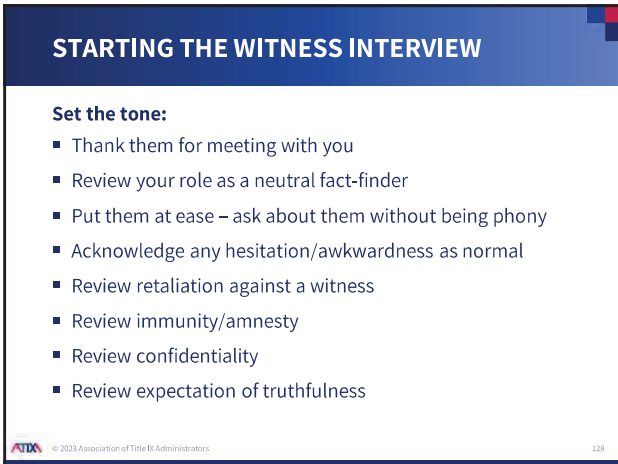 STARTING THE WITNESS INTERVIEW
Set the tone:
▪ Thank them for meeting with you
▪ Review your role as a neutral fact-finder
▪ Put them at ease – ask about them without being phony
▪ Acknowledge any hesitation/awkwardness as normal
▪ Review retaliation against a witness
▪ Review immunity/amnesty
▪ Review confidentiality
▪ Review expectation of truthfulness
ATIXA © 2023 Association of Title IX Administrators 128